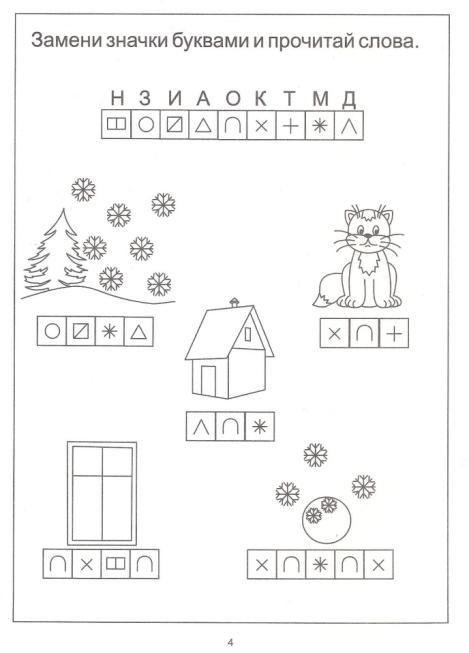 Замени значки буквами и прочитай слова.
Н З И А О К Т М Д
4